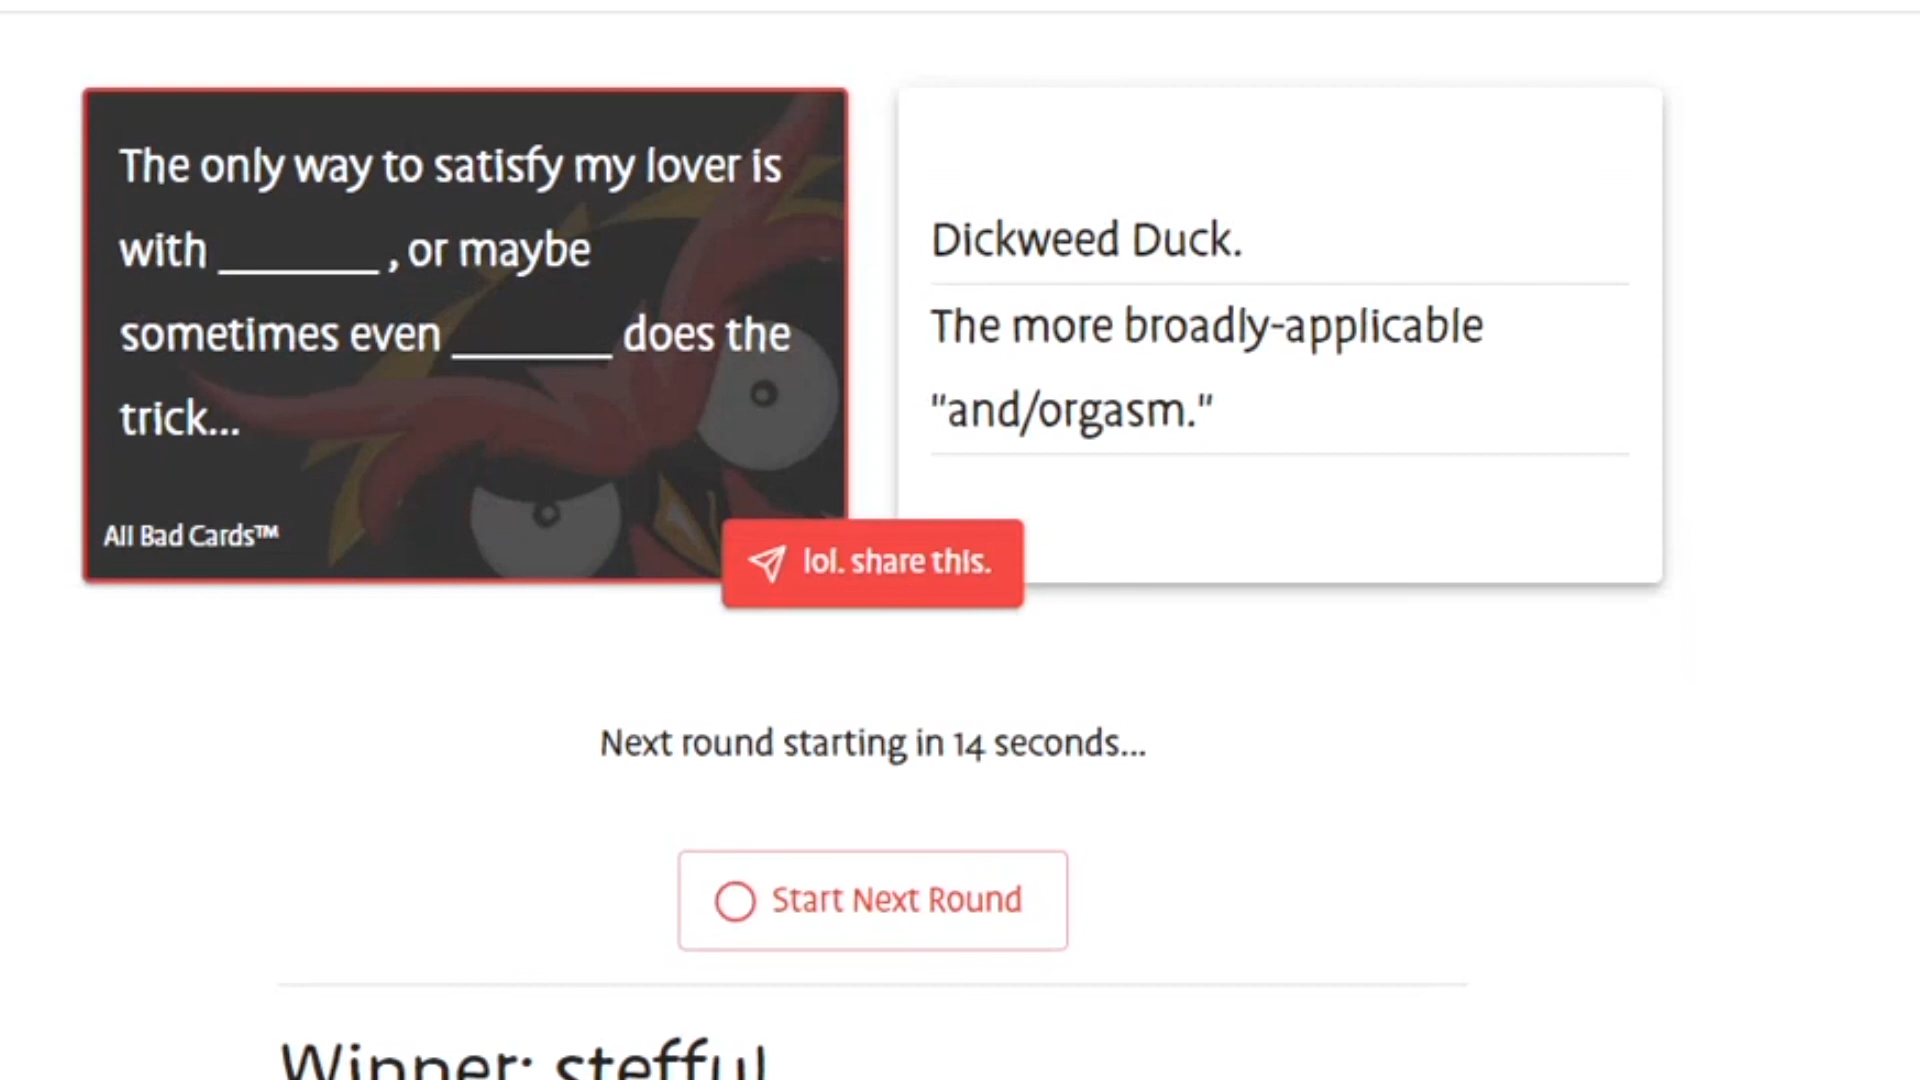 The only way to satisfy my lover is
with _______ , or maybe
sometimes even _______ does the
trick...
All Bad Cards™
Dickweed Duck.
The more broadly-applicable
"and/orgasm."
lol. share this.
Next round starting in 14 seconds...
Start Next Round
Winner: stefful